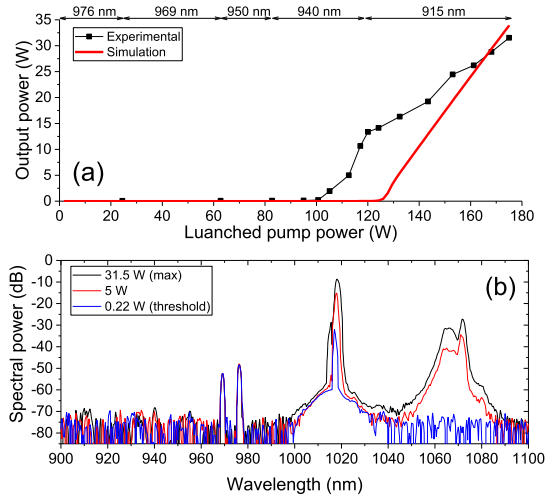 976 nm 969 nm 950 nm 940 nm 915 nm
35
30
25
20
15
10
5
0
Output power (W)
Experimental
Simulation
(a)
0 20 40 60 80 100 120 140 160 180
Luanched pump power (W)
0
-10
-20
-30
-40
-50
-60
-70
-80
Spectral power (dB)
31.5 W (max)
5 W
0.22 W (threshold)
(b)
900 920 940 960 980 1000 1020 1040 1060 1080 1100
Wavelength (nm)